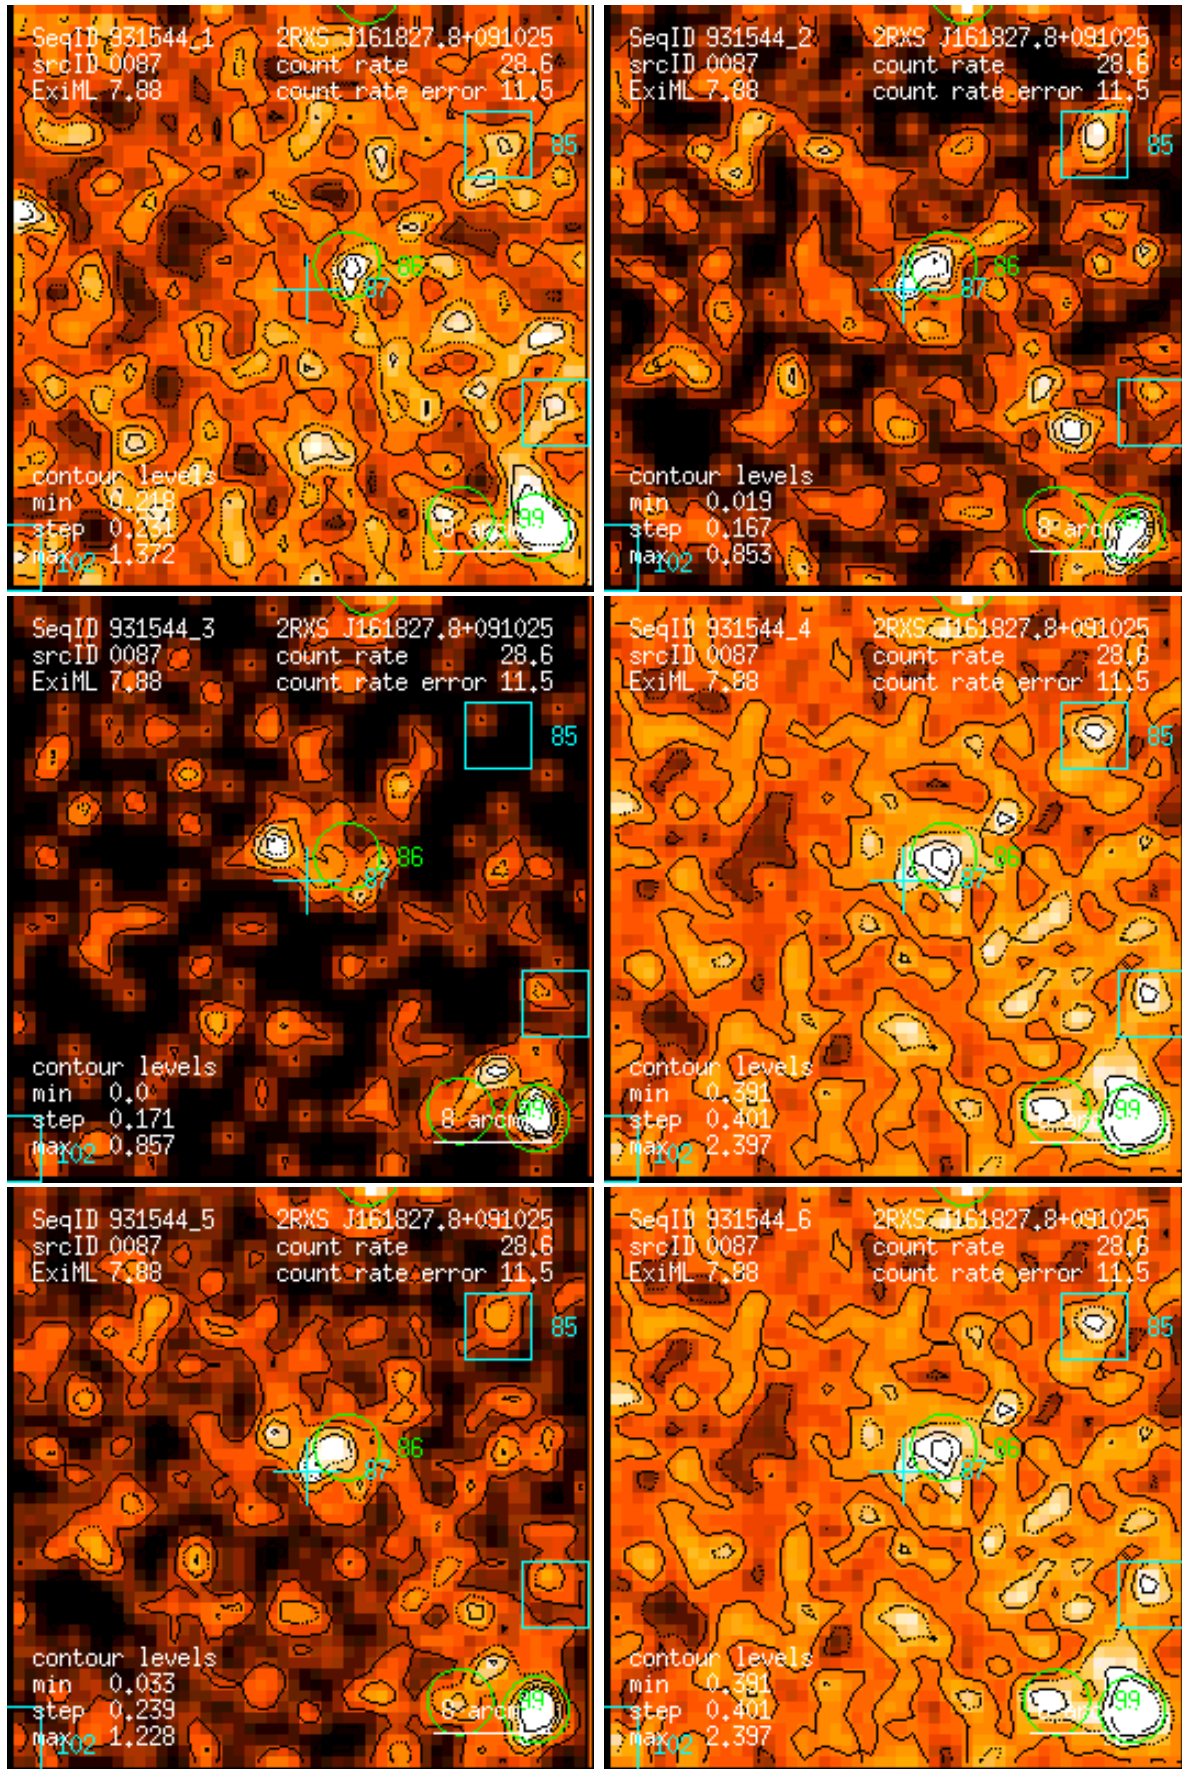 SeqID 931544_1 2RXS J161827.8+091025
srcID 0087 count rate 28.6
ExiML 7.88 count rate error 11.5
85
86
87
contour levels
min 0.218
step 0.231
max 1.372
8 arcm
99
102
SeqID 931544_2 2RXS J161827.8+091025
srcID 0087 count rate 28.6
ExiML 7.88 count rate error 11.5
85
86
87
contour levels
min 0.019
step 0.167
max 0.853
8 arcm
99
102
SeqID 931544_3 2RXS J161827.8+091025
srcID 0087 count rate 28.6
ExiML 7.88 count rate error 11.5
85
86
87
contour levels
min 0.0
step 0.171
max 0.857
8 arcm
99
102
SeqID 931544_4 2RXS J161827.8+091025
srcID 0087 count rate 28.6
ExiML 7.88 count rate error 11.5
85
86
87
contour levels
min 0.391
step 0.401
max 2.397
99
102
SeqID 931544_5 2RXS J161827.8+091025
srcID 0087 count rate 28.6
ExiML 7.88 count rate error 11.5
85
86
87
contour levels
min 0.033
step 0.239
max 1.228
8 arcm
99
102
SeqID 931544_6 2RXS J161827.8+091025
srcID 0087 count rate 28.6
ExiML 7.88 count rate error 11.5
85
86
87
contour levels
min 0.391
step 0.401
max 2.397
99
102